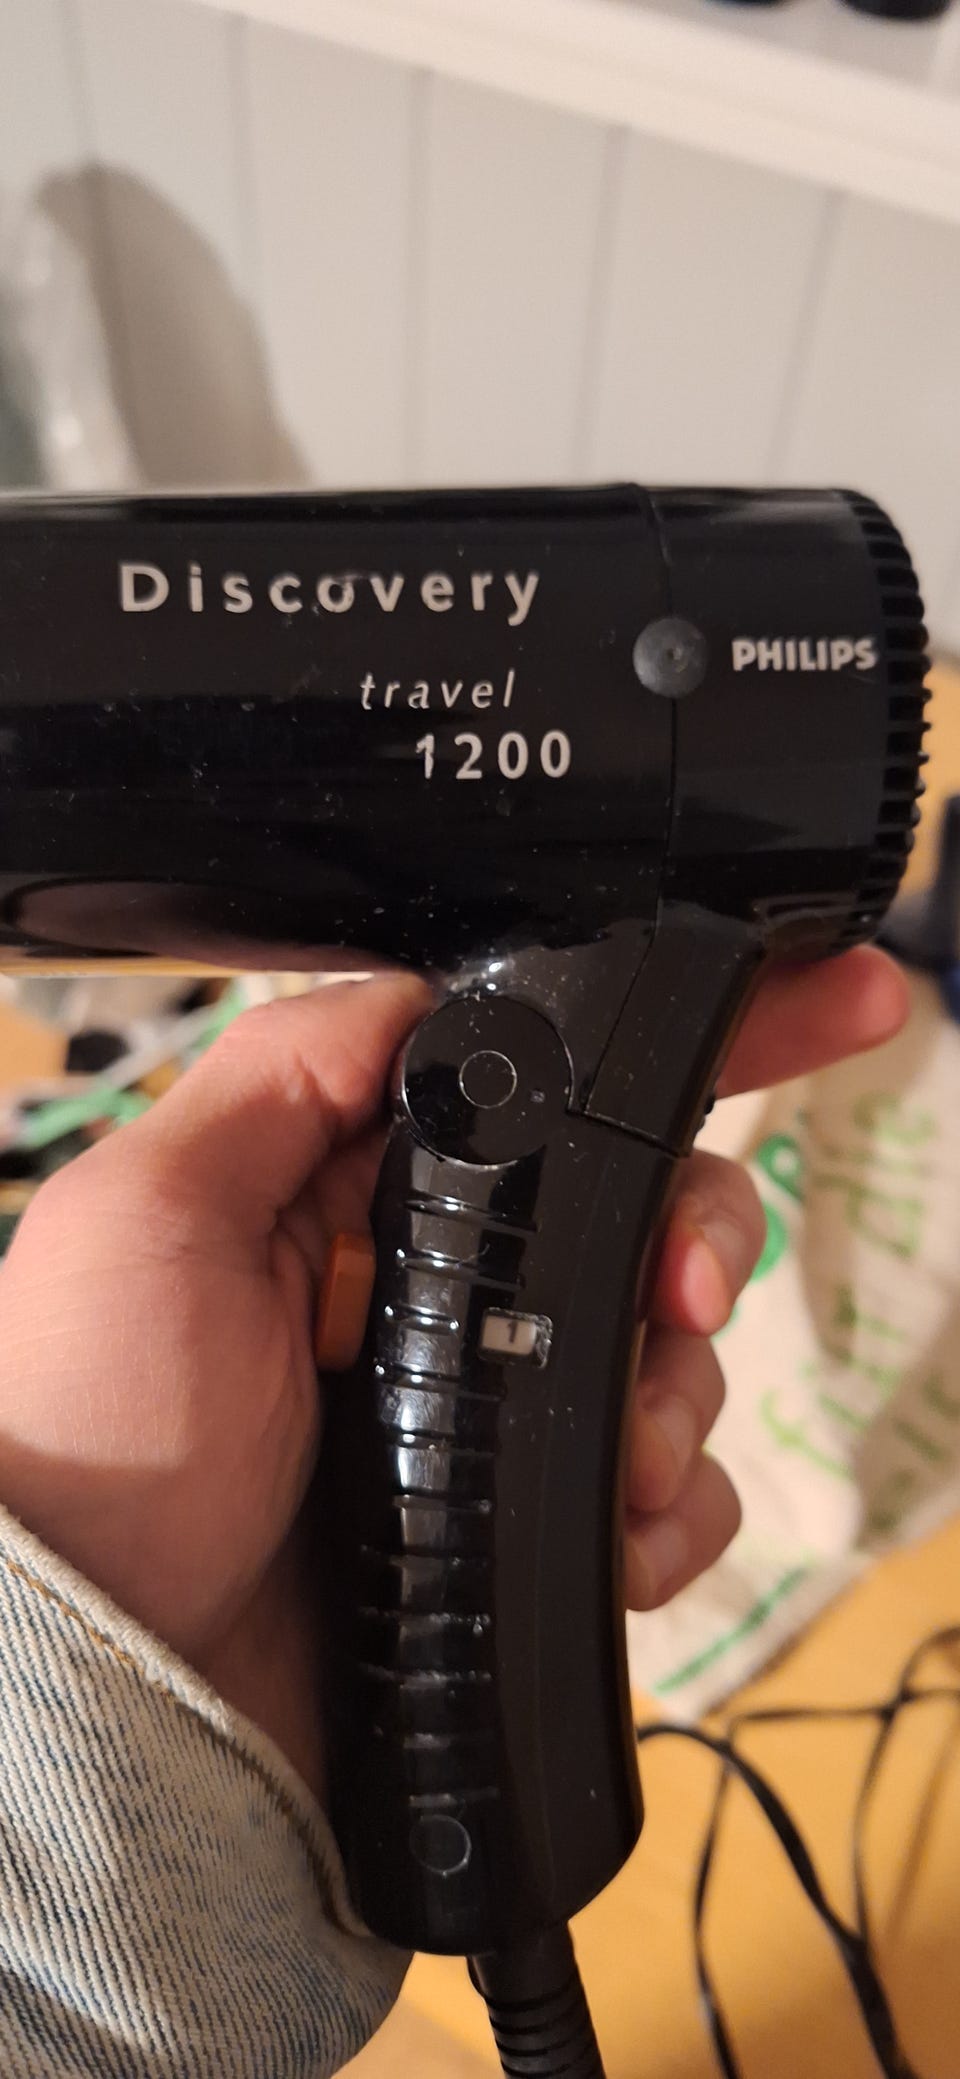 Discovery
PHILIPS
travel
1200
1